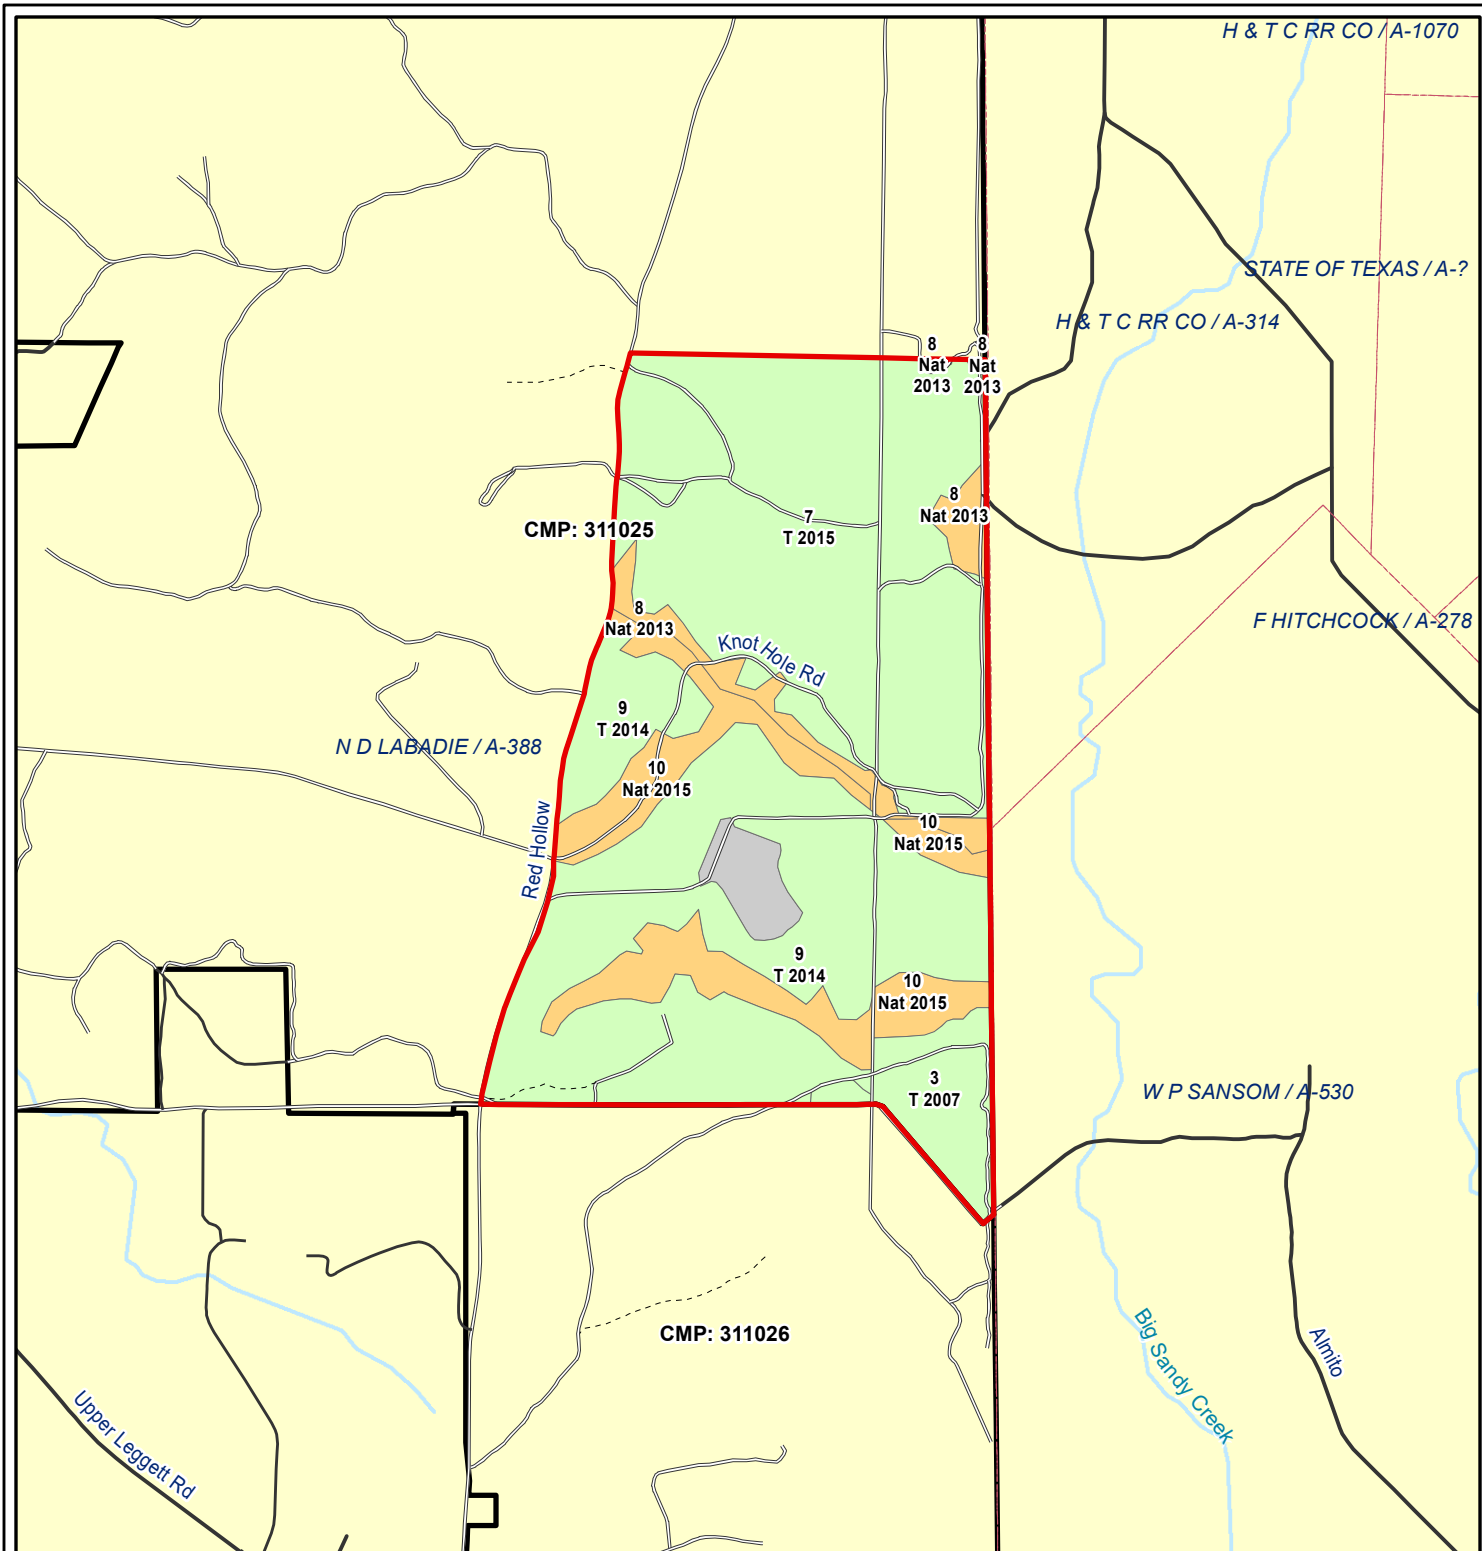 H & T C RR CO / A-1070
STATE OF TEXAS / A-?
H & T C RR CO / A-314
8
Nat
2013
8
Nat
2013
8
Nat 2013
7
T 2015
CMP: 311025
8
Nat 2013
Knot Hole Rd
F HITCHCOCK / A-278
9
T 2014
N D LABADIE / A-388
10
Nat 2015
10
Nat 2015
Red Hollow
9
T 2014
10
Nat 2015
3
T 2007
W P SANSOM / A-530
CMP: 311026
Big Sandy Creek
Almito
Upper Leggett Rd